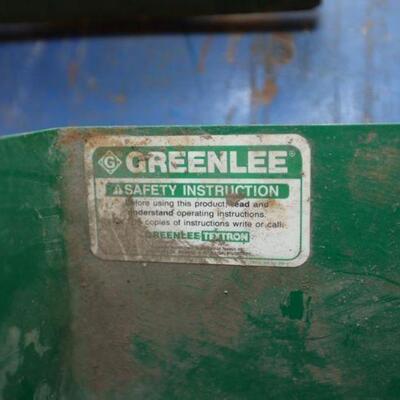 G GREENLEE®
⚠SAFETY INSTRUCTION
Before using this product, read and
understand operating instructions.
copies of instructions write or call:
GREENLEE TEXTRON